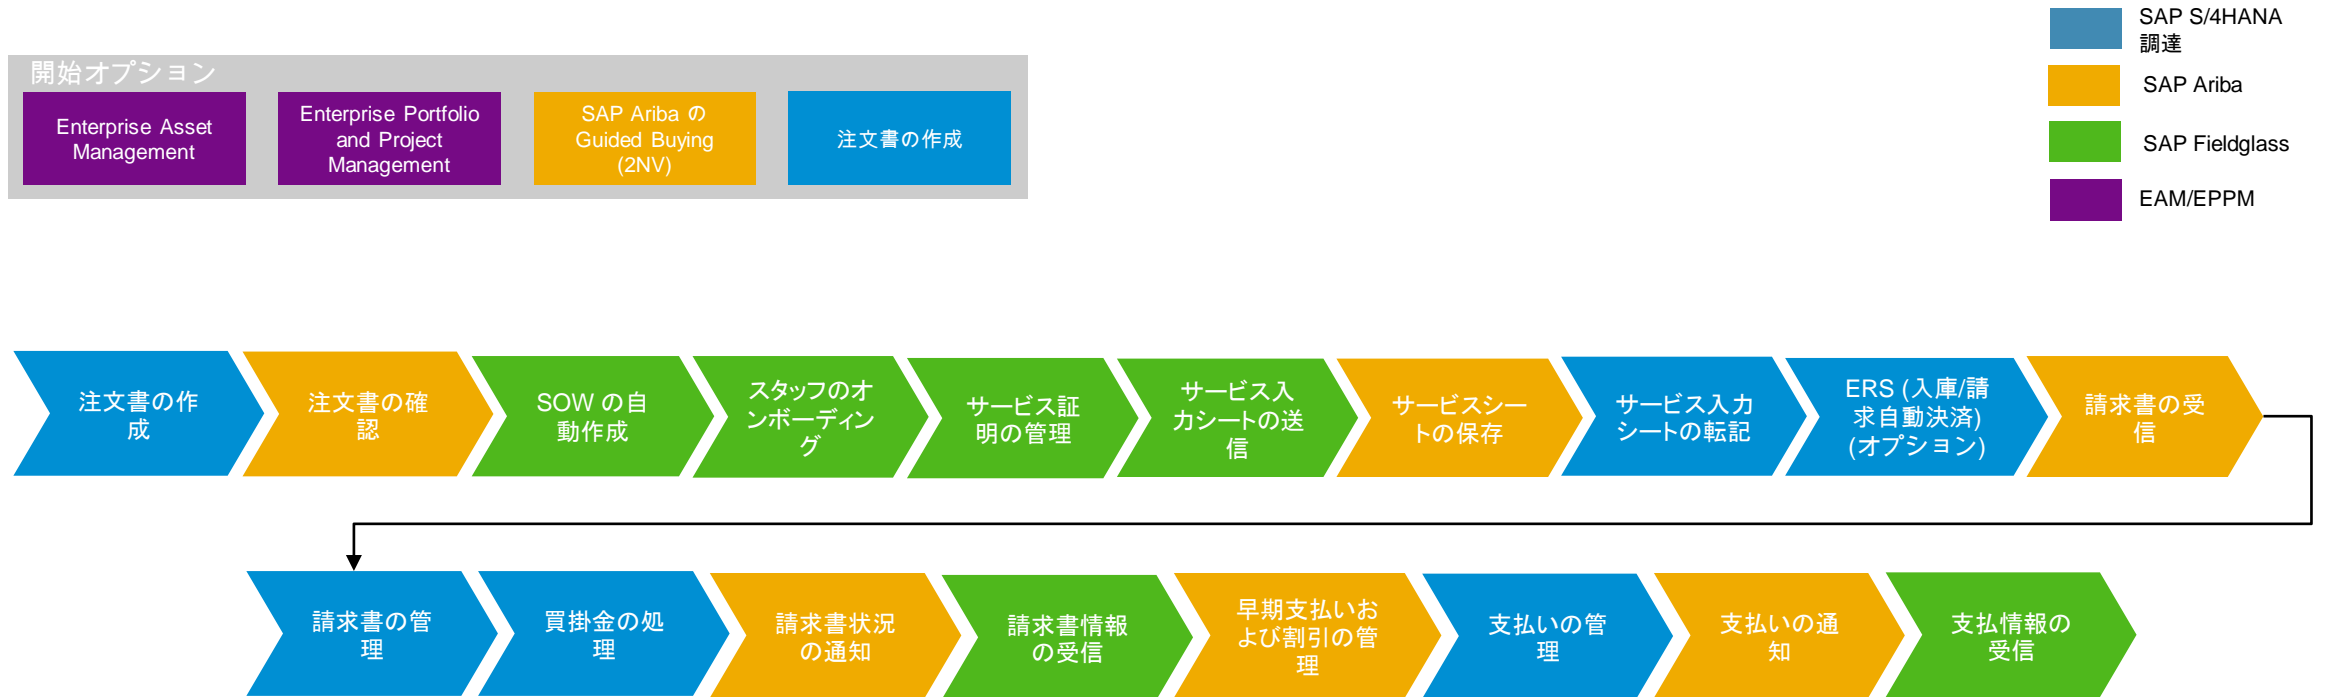 SAP S/4HANA
調達
SAP Ariba
SAP Fieldglass
EAM/EPPM
開始オプション
Enterprise Asset
Management
Enterprise Portfolio
and Project
Management
SAP Ariba の
Guided Buying
(2NV)
注文書の作成
注文書の作
成
注文書の確
認
SOW の自
動作成
スタッフのオ
ンボーディン
グ
サービス証
明の管理
サービス入
力シートの送
信
サービスシー
トの保存
サービス入力
シートの転記
ERS (入庫/請
求自動決済)
(オプション)
請求書の受
信
請求書の管
理
買掛金の処
理
請求書状況
の通知
請求書情報
の受信
早期支払いお
よび割引の管
理
支払いの管
理
支払いの通
知
支払情報の
受信